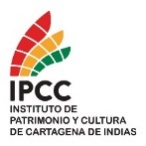 IPCC
INSTITUTO DE
PATRIMONIO Y CULTURA
DE CARTAGENA DE INDIAS